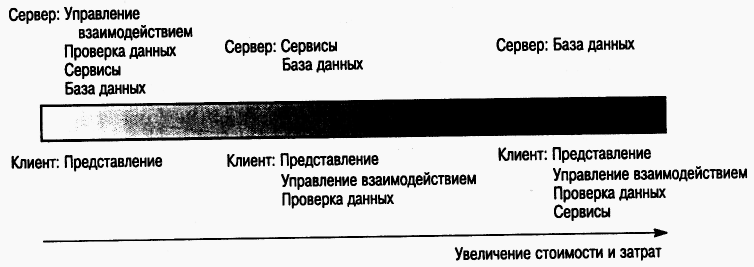 Сервер: Управление
взаимодействием
Проверка данных
Сервисы
База данных
Сервер: Сервисы
База данных
Сервер: База данных
Клиент: Представление
Клиент: Представление
Управление взаимодействием
Проверка данных
Клиент: Представление
Управление взаимодействием
Проверка данных
Сервисы
Увеличение стоимости и затрат